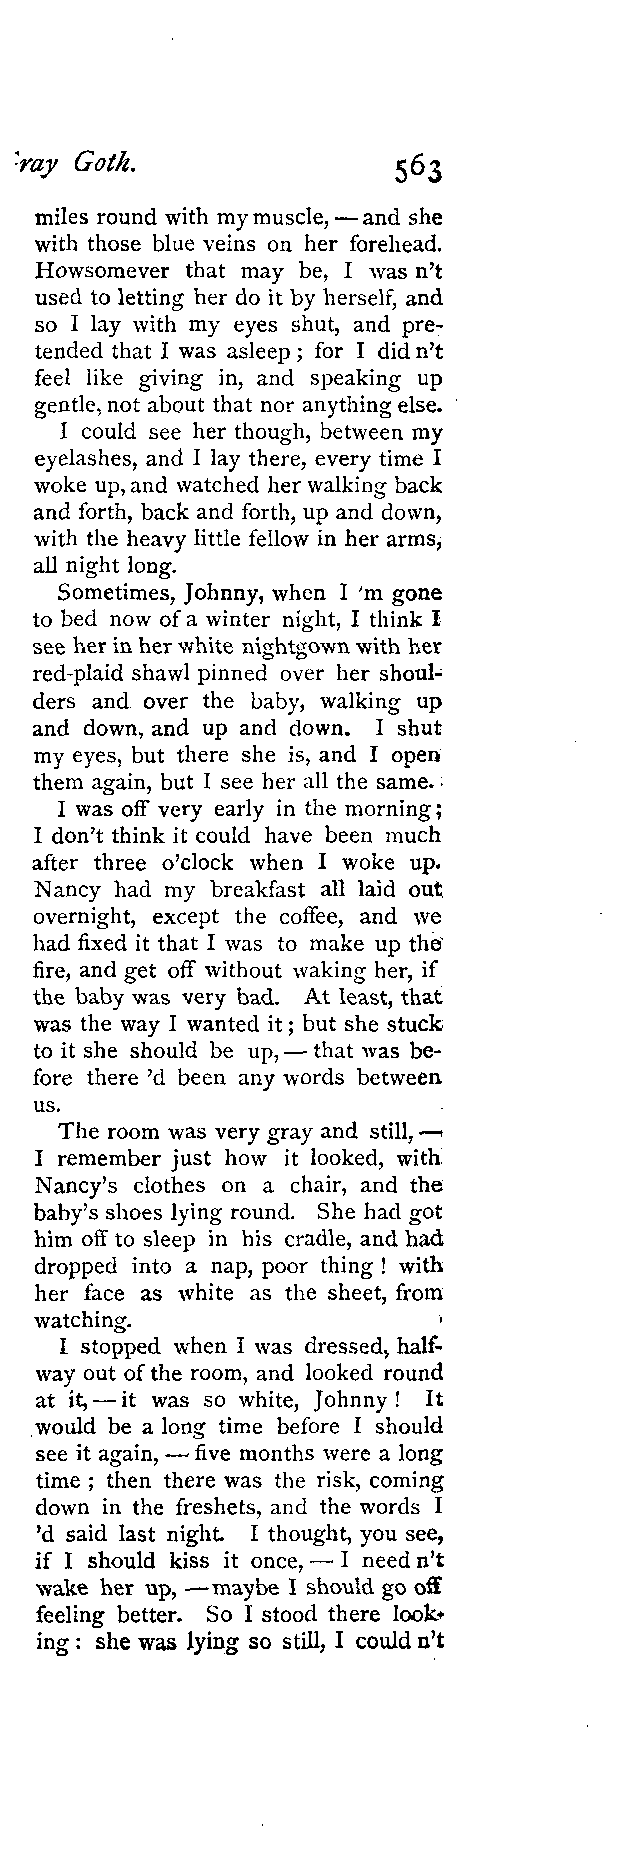 ray Goth. 563
miles round with my muscle, — and she
with those blue veins on her forehead.
Howsomever that may be, I was n't
used to letting her do it by herself, and
so I lay with my eyes shut, and pre-
tended that I was asleep; for I did n't
feel like giving in, and speaking up
gentle, not about that nor anything else.
I could see her though, between my
eyelashes, and I lay there, every time I
woke up, and watched her walking back
and forth, back and forth, up and down,
with the heavy little fellow in her arms,
all night long.
Sometimes, Johnny, when I 'm gone
to bed now of a winter night, I think I
see her in her white nightgown with her
red-plaid shawl pinned over her shoul-
ders and over the baby, walking up
and down, and up and down. I shut
my eyes, but there she is, and I open
them again, but I see her all the same.
I was off very early in the morning;
I don't think it could have been much
after three o'clock when I woke up.
Nancy had my breakfast all laid out
overnight, except the coffee, and we
had fixed it that I was to make up the
fire, and get off without waking her, if
the baby was very bad. At least, that
was the way I wanted it; but she stuck
to it she should be up, — that was be-
fore there 'd been any words between
us.
The room was very gray and still, —
I remember just how it looked, with
Nancy's clothes on a chair, and the
baby's shoes lying round. She had got
him off to sleep in his cradle, and had
dropped into a nap, poor thing! with
her face as white as the sheet, from
watching.
I stopped when I was dressed, half-
way out of the room, and looked round
at it, — it was so white, Johnny! It
would be a long time before I should
see it again, — five months were a long
time; then there was the risk, coming
down in the freshets, and the words I
'd said last night. I thought, you see,
if I should kiss it once, — I need n't
wake her up, — maybe I should go off
feeling better. So I stood there look-
ing: she was lying so still, I could n't